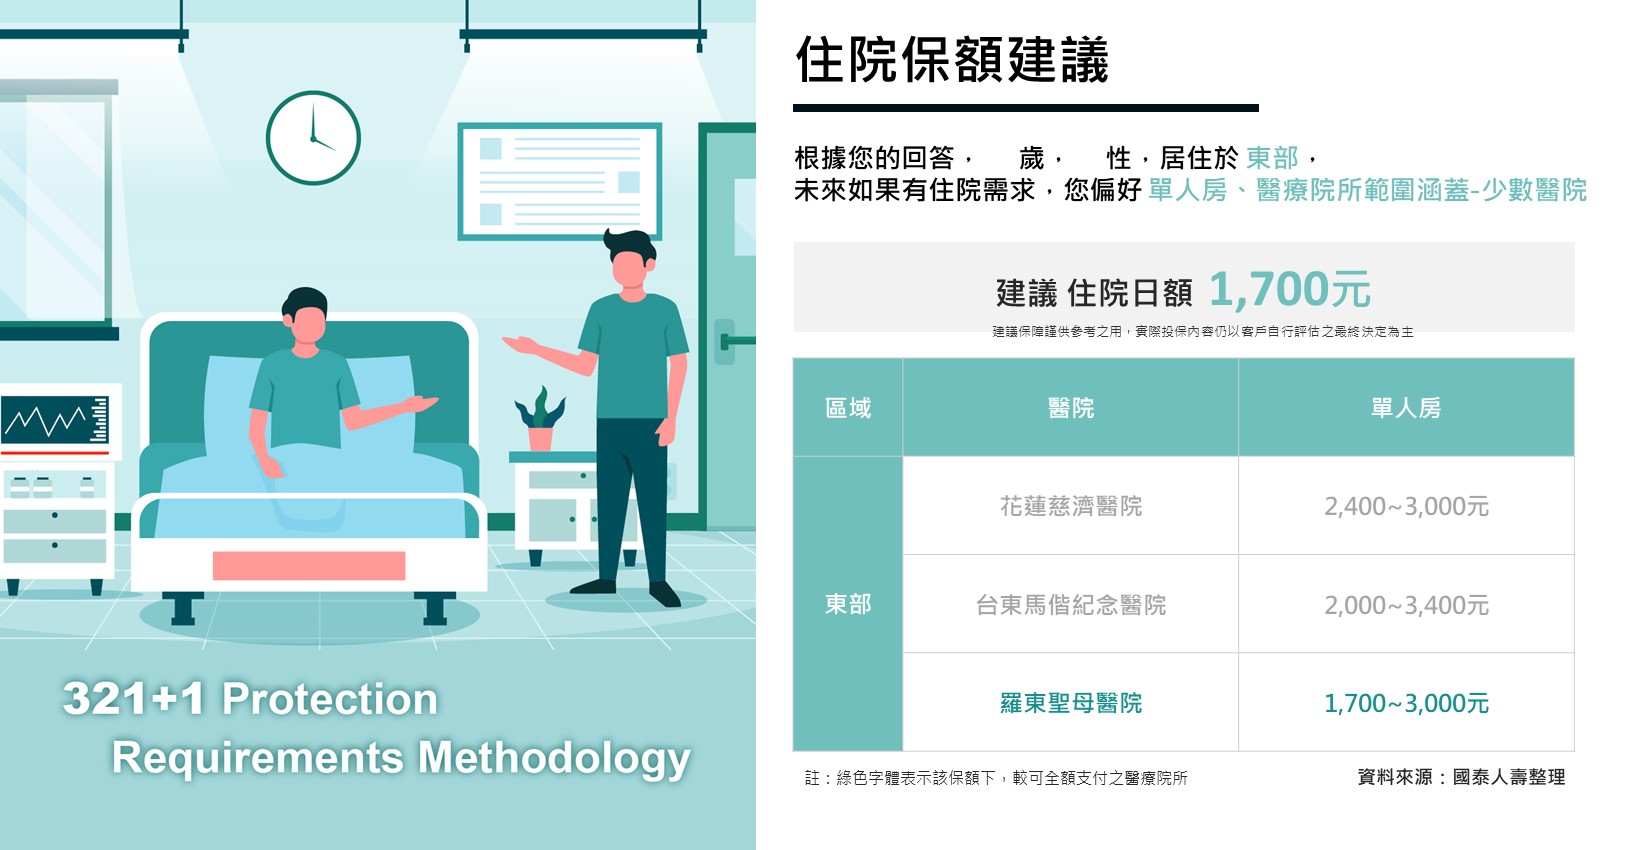 住院保額建議
根據您的回答， 歲， 性，居住於 東部，
未來如果有住院需求，您偏好 單人房、醫療院所範圍涵蓋-少數醫院
建議 住院日額 1,700元
建議保障謹供參考之用，實際投保內容仍以客戶自行評估之最終決定為主
區域 醫院 單人房
花蓮慈濟醫院 2,400~3,000元
東部 台東馬偕紀念醫院 2,000~3,400元
羅東聖母醫院 1,700~3,000元
註：綠色字體表示該保額下，較可全額支付之醫療院所 資料來源：國泰人壽整理
321+1 Protection
Requirements Methodology